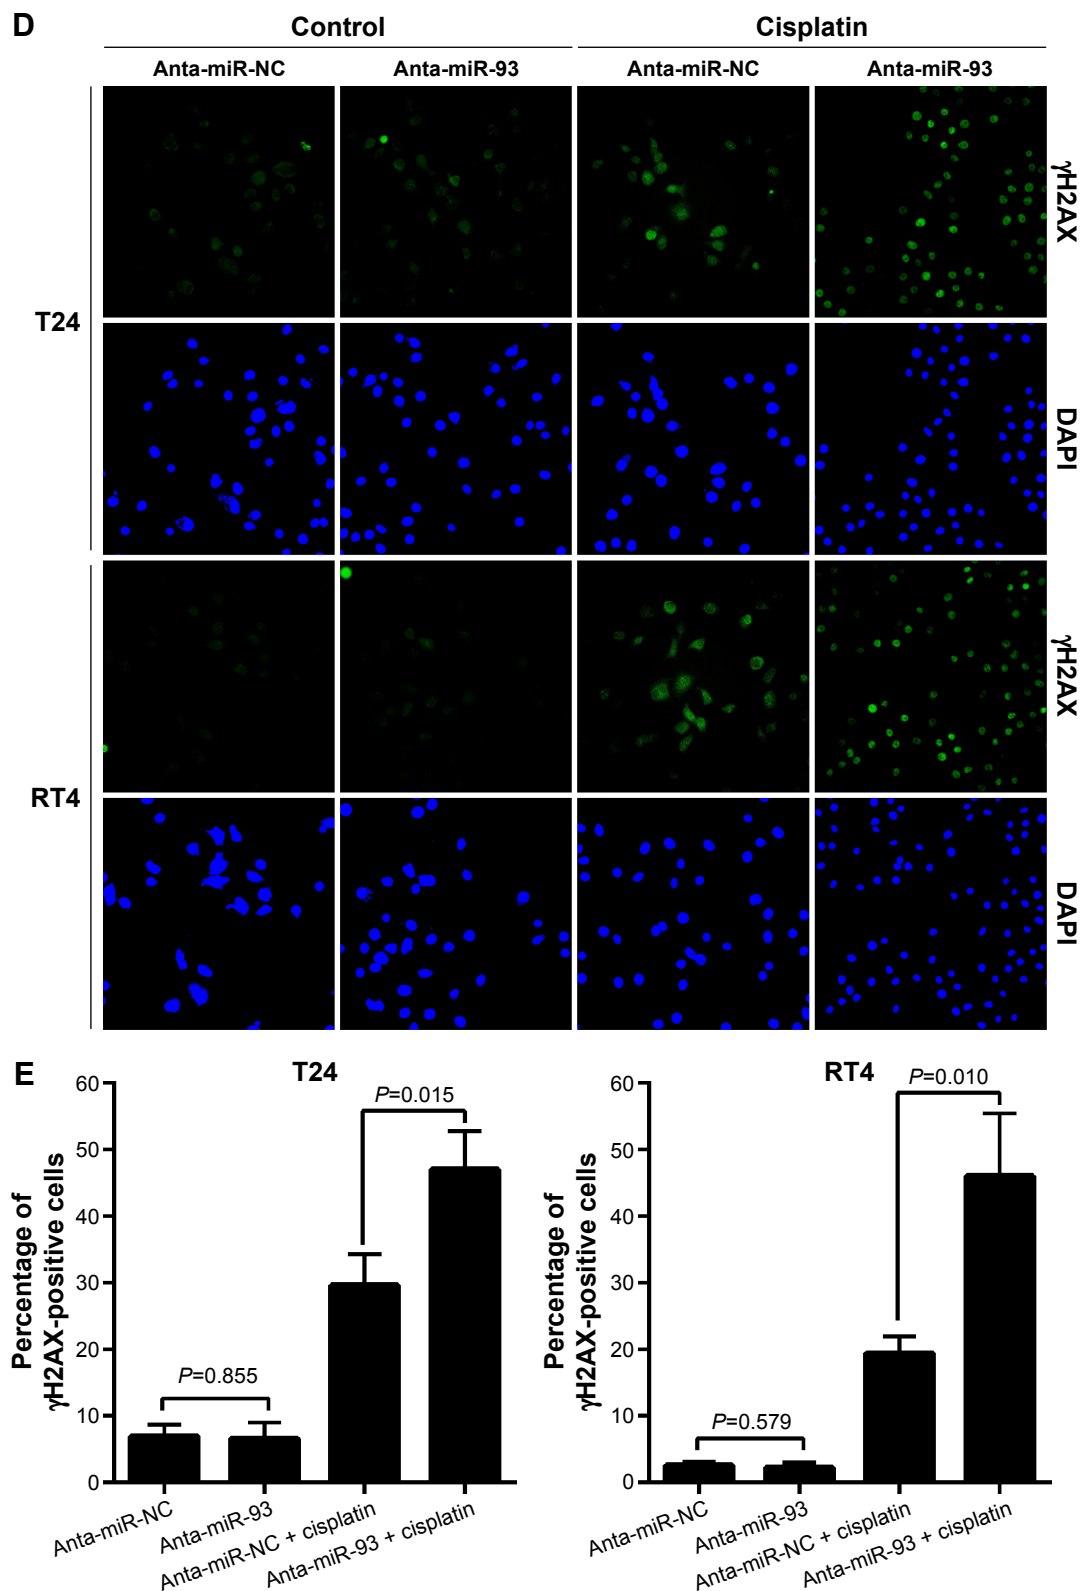 D
Control Cisplatin
Anta-miR-NC Anta-miR-93 Anta-miR-NC Anta-miR-93
γH2AX
T24
DAPI
γH2AX
RT4
DAPI
E
T24
Percentage of
γH2AX-positive cells
60
50
40
30
20
10
0
P=0.855
P=0.015
Anta-miR-NC
Anta-miR-93
Anta-miR-NC + cisplatin
Anta-miR-93 + cisplatin
RT4
Percentage of
γH2AX-positive cells
60
50
40
30
20
10
0
P=0.579
P=0.010
Anta-miR-NC
Anta-miR-93
Anta-miR-NC + cisplatin
Anta-miR-93 + cisplatin